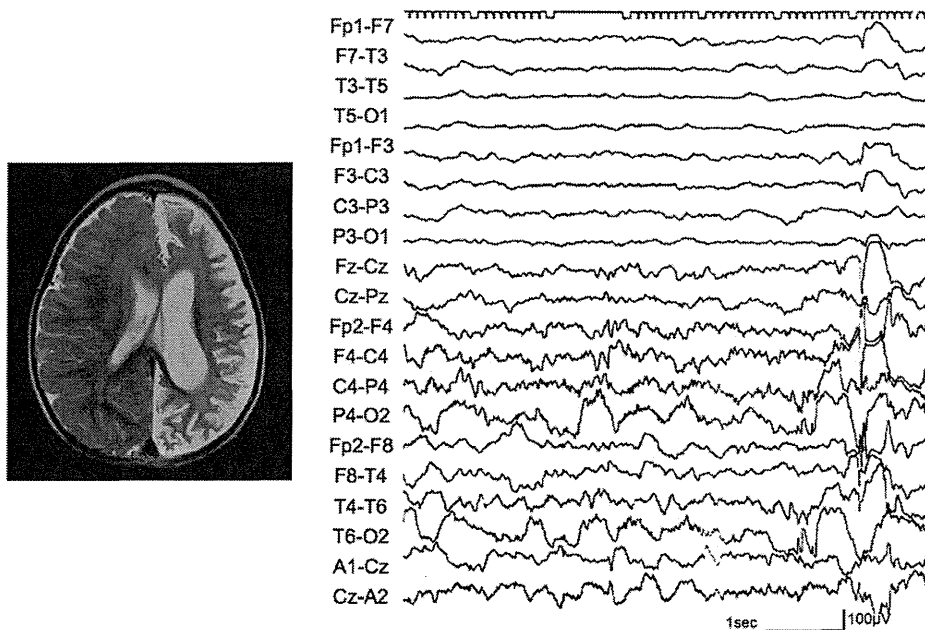 Fp1-F7
F7-T3
T3-T5
T5-O1
Fp1-F3
F3-C3
C3-P3
P3-O1
Fz-Cz
Cz-Pz
Fp2-F4
F4-C4
C4-P4
P4-O2
Fp2-F8
F8-T4
T4-T6
T6-O2
A1-Cz
Cz-A2
1sec 100μV